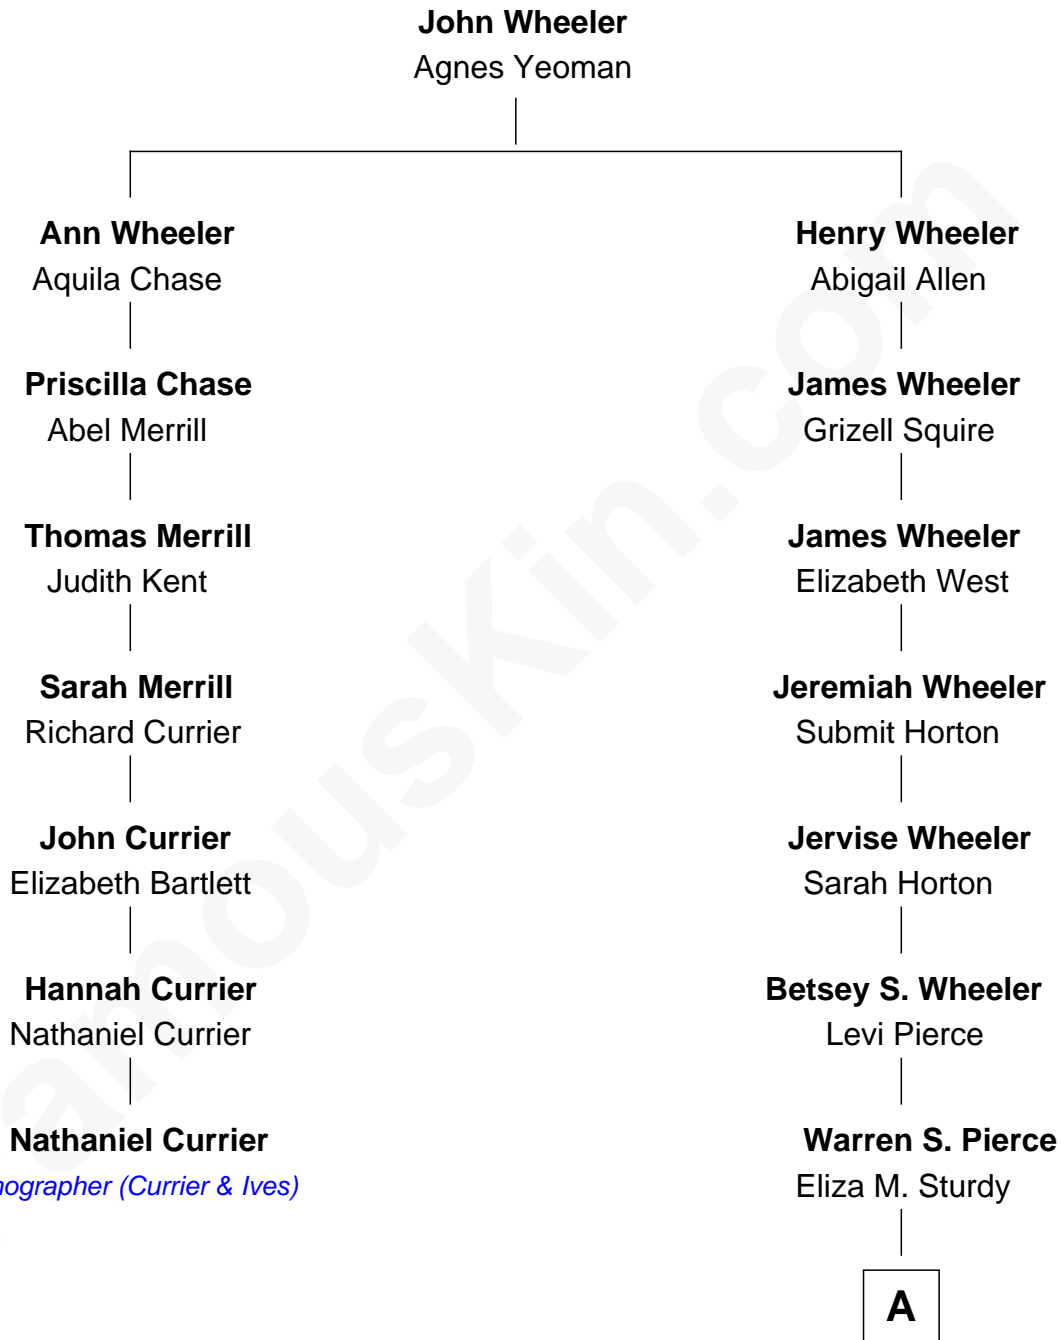 John Wheeler
Agnes Yeoman
Ann Wheeler
Aquila Chase
Priscilla Chase
Abel Merrill
Thomas Merrill
Judith Kent
Sarah Merrill
Richard Currier
John Currier
Elizabeth Bartlett
Hannah Currier
Nathaniel Currier
Nathaniel Currier
nographer (Currier & Ives)
Henry Wheeler
Abigail Allen
James Wheeler
Grizell Squire
James Wheeler
Elizabeth West
Jeremiah Wheeler
Submit Horton
Jervise Wheeler
Sarah Horton
Betsey S. Wheeler
Levi Pierce
Warren S. Pierce
Eliza M. Sturdy
A
amouskin.com